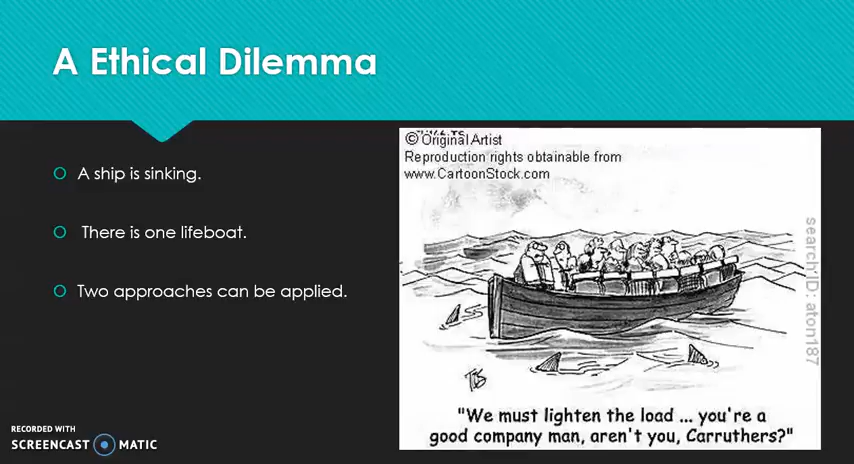 A Ethical Dilemma
A ship is sinking.
There is one lifeboat.
Two approaches can be applied.
© Original Artist
Reproduction rights obtainable from
www.CartoonStock.com
search ID: aton187
"We must lighten the load ... you're a
good company man, aren't you, Carruthers?"
RECORDED WITH
SCREENCAST MATIC